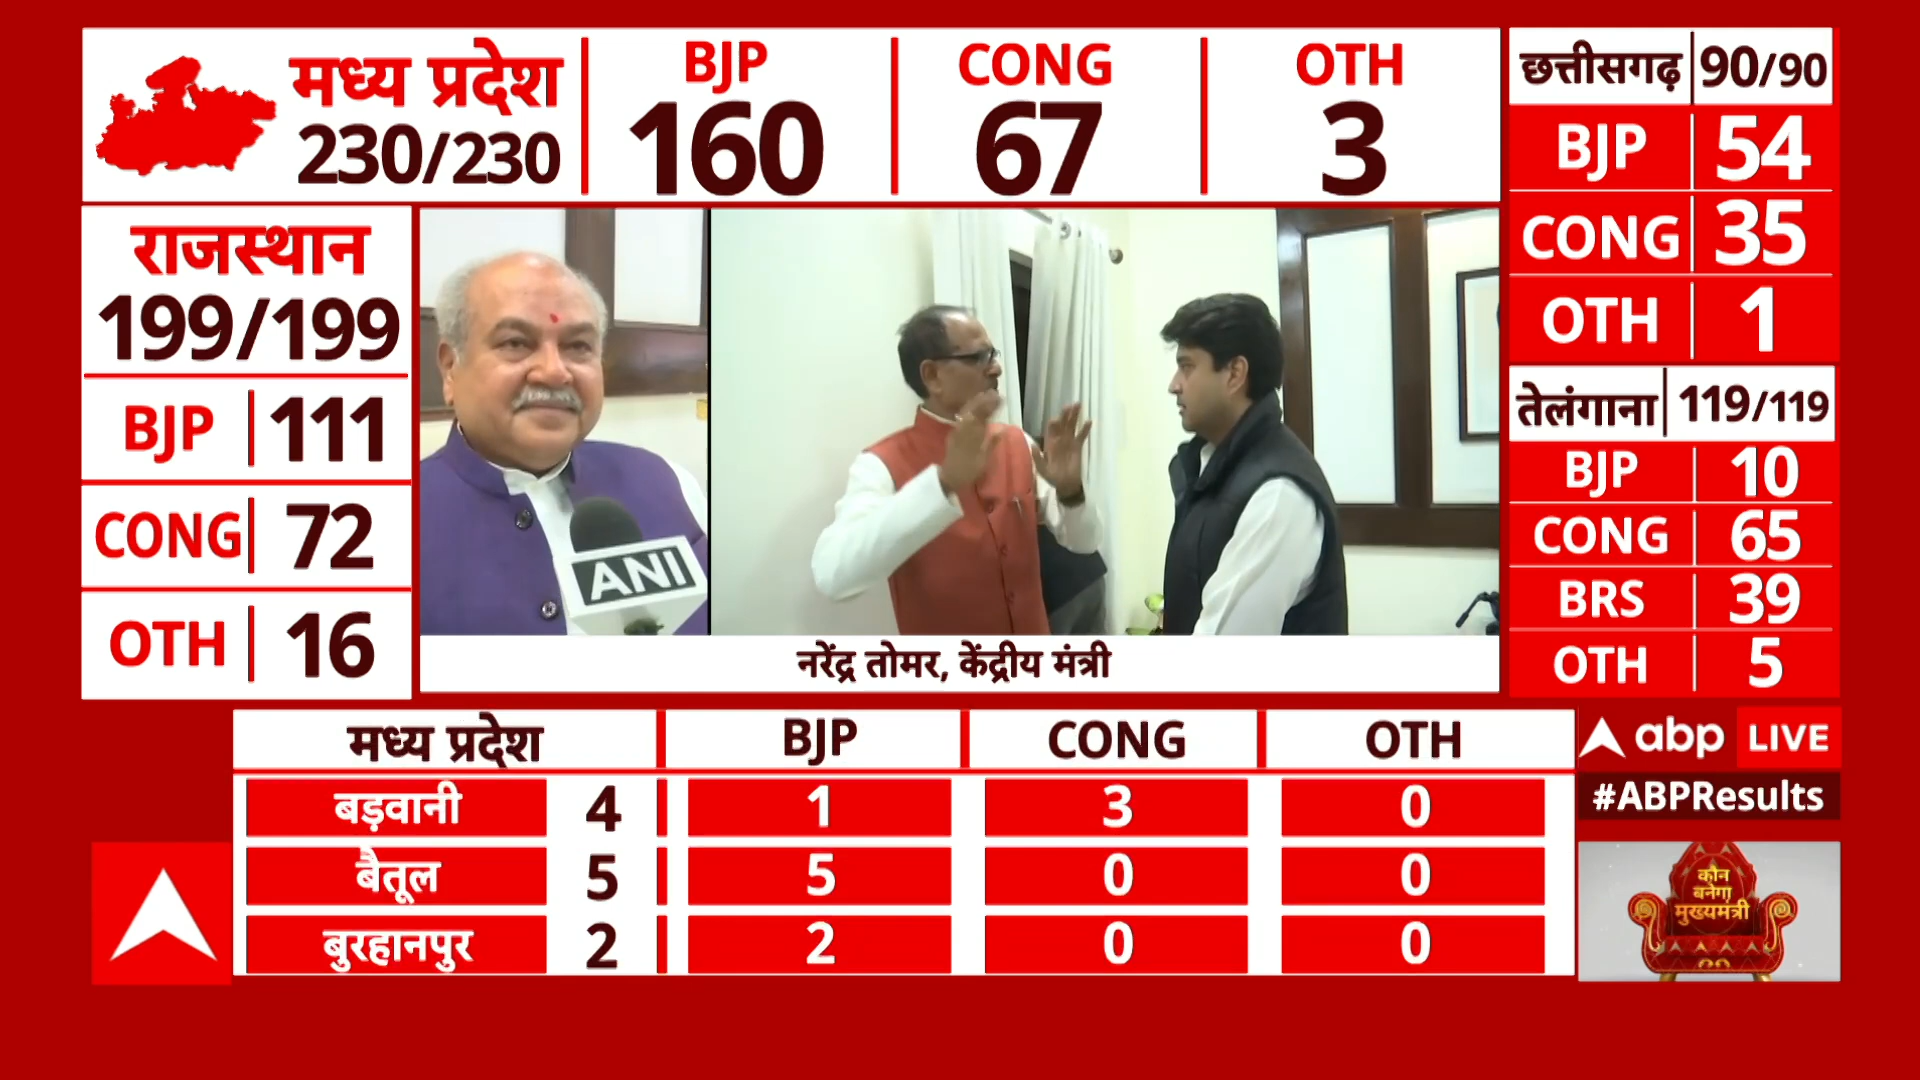 मध्य प्रदेश
230/230
BJP
160
CONG
67
OTH
3
राजस्थान
199/199
BJP 111
CONG 72
OTH 16
ANI
नरेंद्र तोमर, केंद्रीय मंत्री
छत्तीसगढ़ 90/90
BJP 54
CONG 35
OTH 1
तेलंगाना 119/119
BJP 10
CONG 65
BRS 39
OTH 5
मध्य प्रदेश BJP CONG OTH
बड़वानी 4 1 3 0
बैतूल 5 5 0 0
बुरहानपुर 2 2 0 0
abp LIVE
#ABPResults
कौन
बनेगा
मुख्यमंत्री